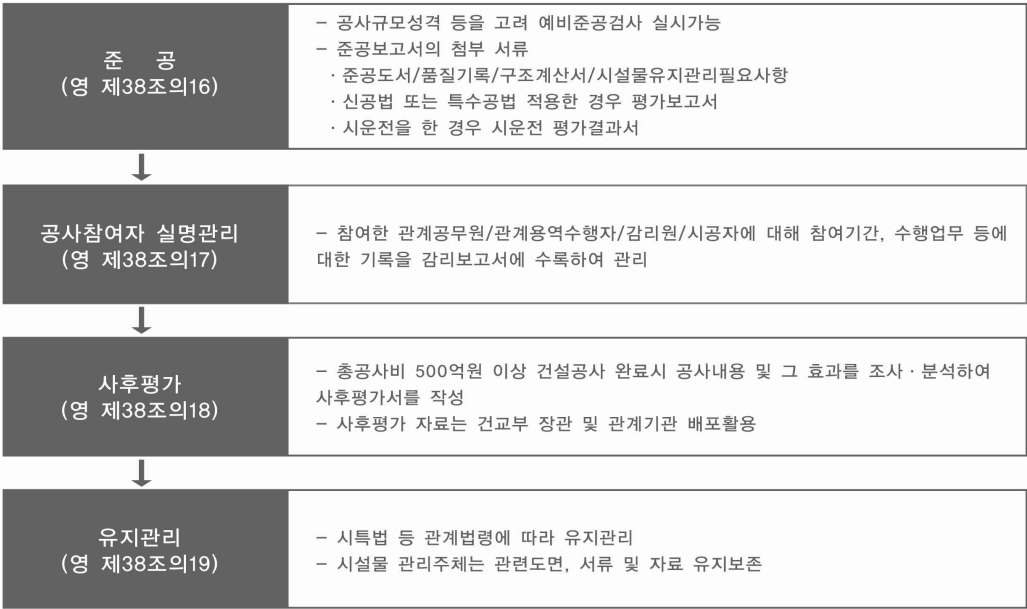 준 공
(영 제38조의16)
– 공사규모성격 등을 고려 예비준공검사 실시가능
– 준공보고서의 첨부 서류
· 준공도서/품질기록/구조계산서/시설물유지관리필요사항
· 신공법 또는 특수공법 적용한 경우 평가보고서
· 시운전을 한 경우 시운전 평가결과서
공사참여자 실명관리
(영 제38조의17)
– 참여한 관계공무원/관계용역수행자/감리원/시공자에 대해 참여기간, 수행업무 등에
대한 기록을 감리보고서에 수록하여 관리
사후평가
(영 제38조의18)
– 총공사비 500억원 이상 건설공사 완료시 공사내용 및 그 효과를 조사·분석하여
사후평가서를 작성
– 사후평가 자료는 건교부 장관 및 관계기관 배포활용
유지관리
(영 제38조의19)
– 시특법 등 관계법령에 따라 유지관리
– 시설물 관리주체는 관련도면, 서류 및 자료 유지보존